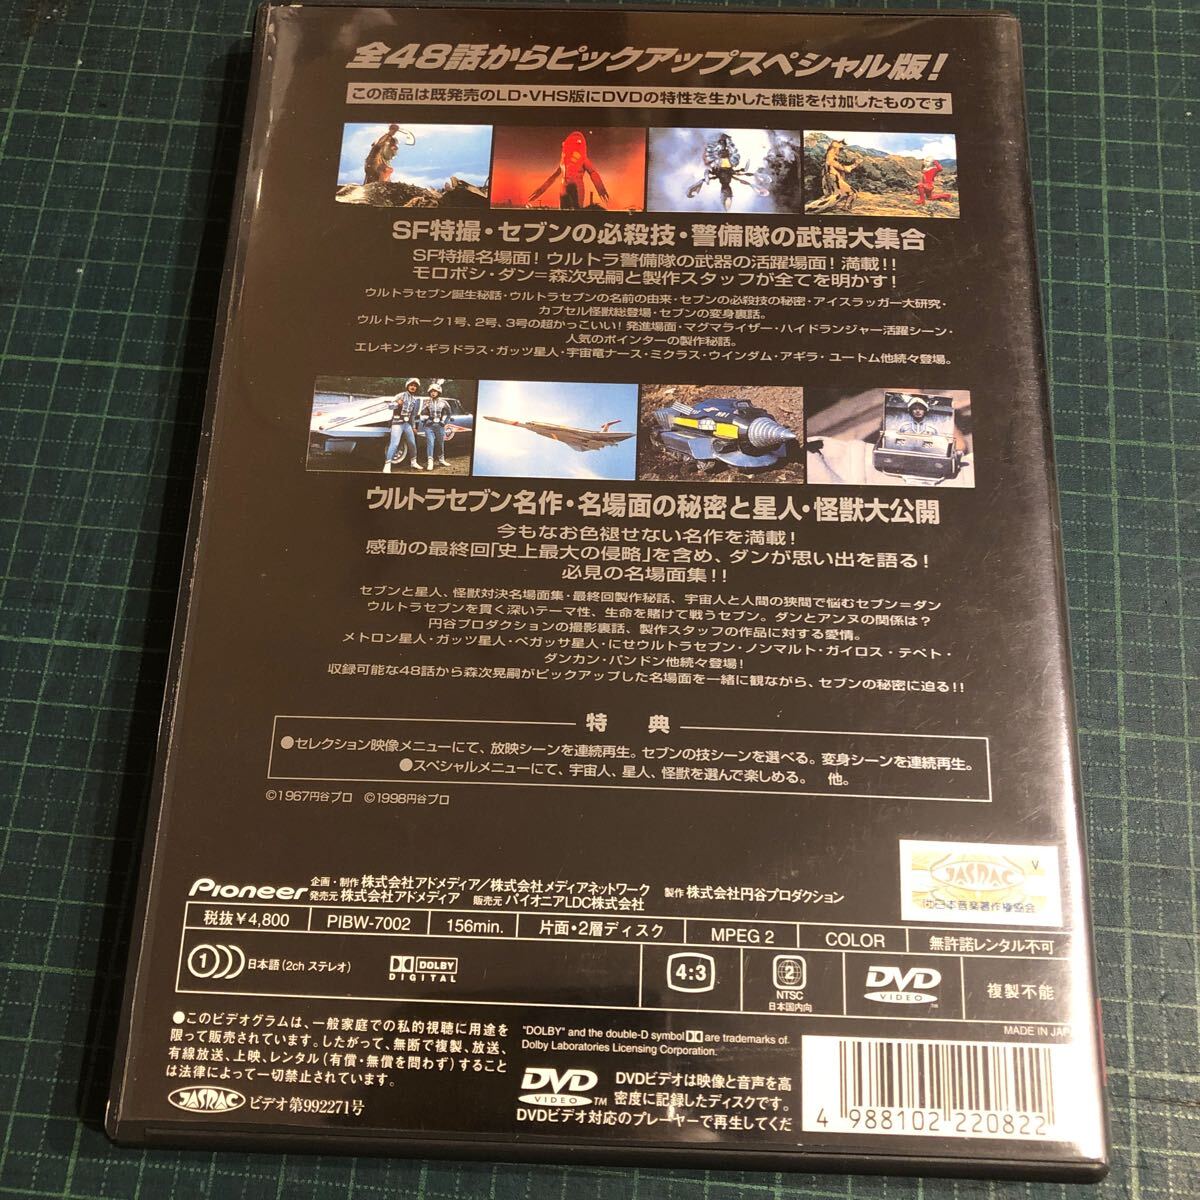 全48話からピックアップスペシャル版!
この商品は既発売のLD・VHS版にDVDの特性を生かした機能を付加したものです
SF特撮・セブンの必殺技・警備隊の武器大集合
SF特撮名場面!ウルトラ警備隊の武器の活躍場面!満載!!
モロボシ・ダン=森次晃嗣と製作スタッフが全てを明かす!
ウルトラセブン誕生秘話・ウルトラセブンの名前の由来・セブンの必殺技の秘密・アイスラッガー大研究・
カプセル怪獣総登場・セブンの変身裏話。
ウルトラホーク1号、2号、3号の超かっこいい!発進場面・マグマライザー・ハイドランジャー活躍シーン・
人気のポインターの製作秘話。
エレキング・ギラドラス・ガッツ星人・宇宙竜ナース・ミクラス・ウインダム・アギラ・ユートム他続々登場。
ウルトラセブン名作・名場面の秘密と星人・怪獣大公開
今もなお色褪せない名作を満載!
感動の最終回「史上最大の侵略」を含め、ダンが思い出を語る!
必見の名場面集!!
セブンと星人、怪獣対決名場面集・最終回製作秘話、宇宙人と人間の狭間で悩むセブン=ダン
ウルトラセブンを貫く深いテーマ性、生命を賭けて戦うセブン。ダンとアンヌの関係は?
円谷プロダクションの撮影裏話、製作スタッフの作品に対する愛情。
メトロン星人・ガッツ星人・ペガッサ星人・にせウルトラセブン・ノンマルト・ガイロス・テペト・
ダンカン・パンドン他続々登場!
収録可能な48話から森次晃嗣がピックアップした名場面を一緒に観ながら、セブンの秘密に迫る!!
特典
●セレクション映像メニューにて、放映シーンを連続再生。セブンの技シーンを選べる。変身シーンを連続再生。
●スペシャルメニューにて、宇宙人、星人、怪獣を選んで楽しめる。 他。
©1967円谷プロ ©1998円谷プロ
V
JASRAC
Pioneer 企画・制作 株式会社アドメディア/株式会社メディアネットワーク 製作 株式会社円谷プロダクション
発売元 株式会社アドメディア 販売元 パイオニアLDC株式会社
税抜¥4,800 PIBW-7002 156min. 片面・2層ディスク MPEG 2 COLOR 無許諾レンタル不可
1 日本語(2ch ステレオ) DOLBY DIGITAL 4:3 2 NTSC 日本国内向 DVD VIDEO TM 複製不能
●このビデオグラムは、一般家庭での私的視聴に用途を
限って販売されています。したがって、無断で複製、放送、
有線放送、上映、レンタル(有償・無償を問わず)すること
は法律によって一切禁止されています。
JASRAC ビデオ第992271号
"DOLBY" and the double-D symbol are trademarks of
Dolby Laboratories Licensing Corporation.
DVD VIDEO TM
DVDビデオは映像と音声を高
密度に記録したディスクです。
DVDビデオ対応のプレーヤーで再生してくだ
MADE IN JAP
4 988102 220822